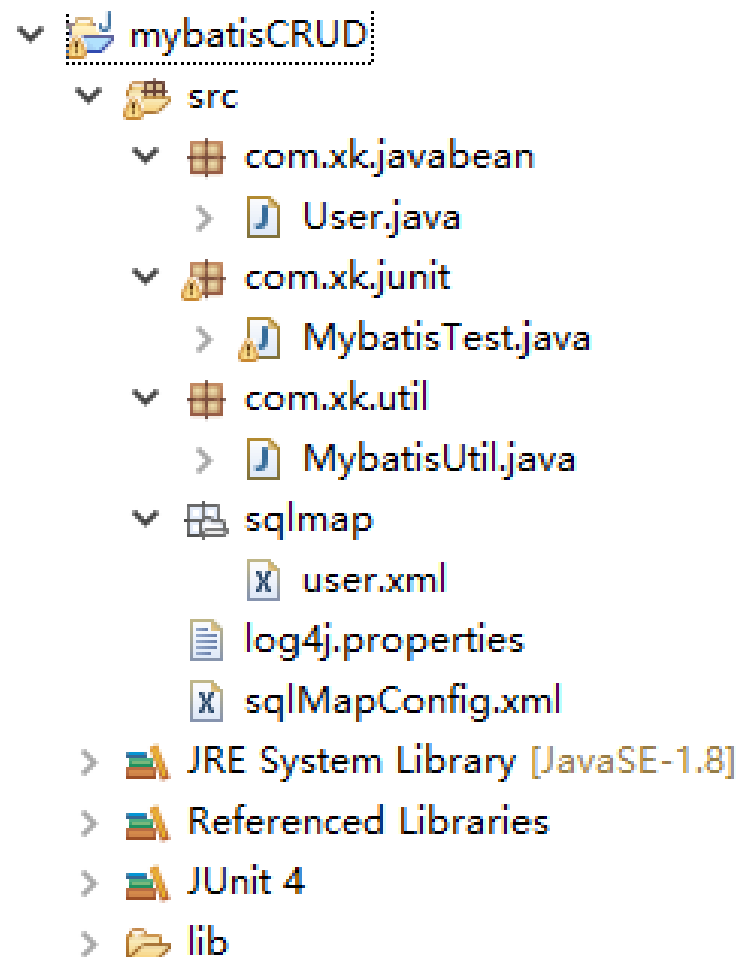 mybatisCRUD
src
com.xk.javabean
User.java
com.xk.junit
MybatisTest.java
com.xk.util
MybatisUtil.java
sqlmap
user.xml
log4j.properties
sqlMapConfig.xml
JRE System Library [JavaSE-1.8]
Referenced Libraries
JUnit 4
lib